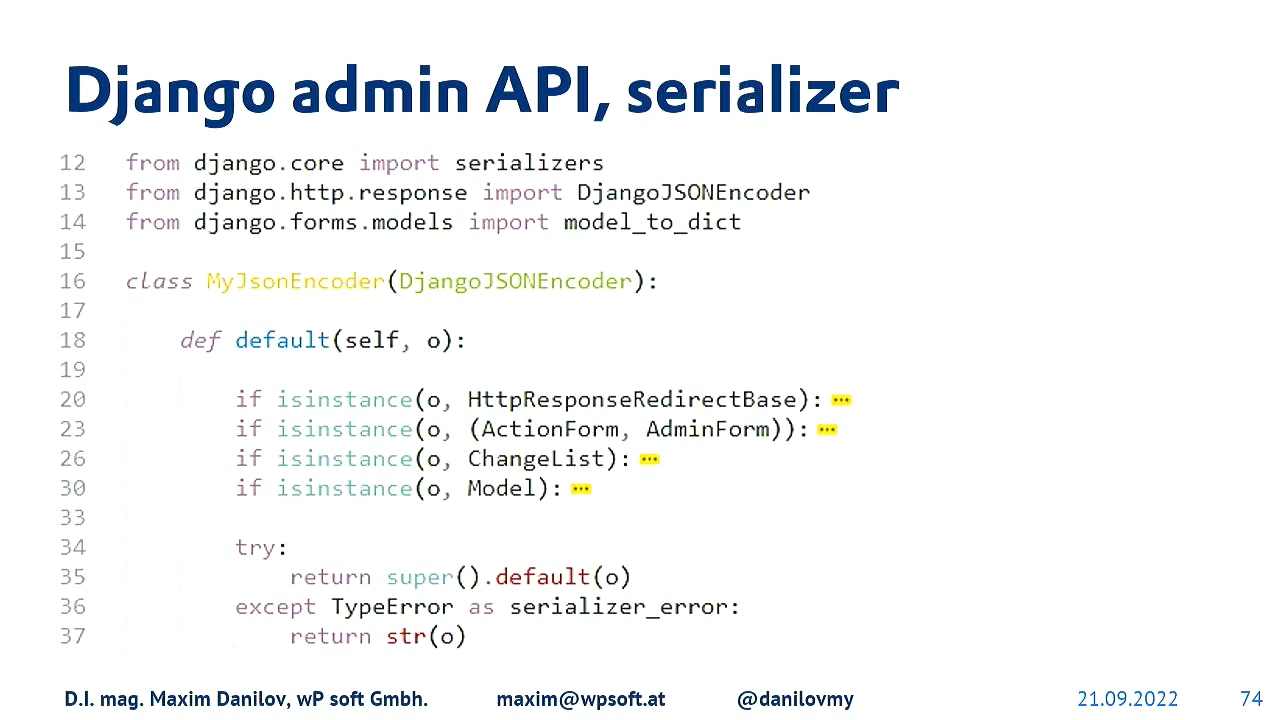 Django admin API, serializer
12 from django.core import serializers
13 from django.http.response import DjangoJSONEncoder
14 from django.forms.models import model_to_dict
15
16 class MyJsonEncoder(DjangoJSONEncoder):
17
18 def default(self, o):
19
20 if isinstance(o, HttpResponseRedirectBase): ...
23 if isinstance(o, (ActionForm, AdminForm)): ...
26 if isinstance(o, ChangeList): ...
30 if isinstance(o, Model): ...
33
34 try:
35 return super().default(o)
36 except TypeError as serializer_error:
37 return str(o)
D.I. mag. Maxim Danilov, wP soft Gmbh. maxim@wpsoft.at @danilovmy 21.09.2022 74